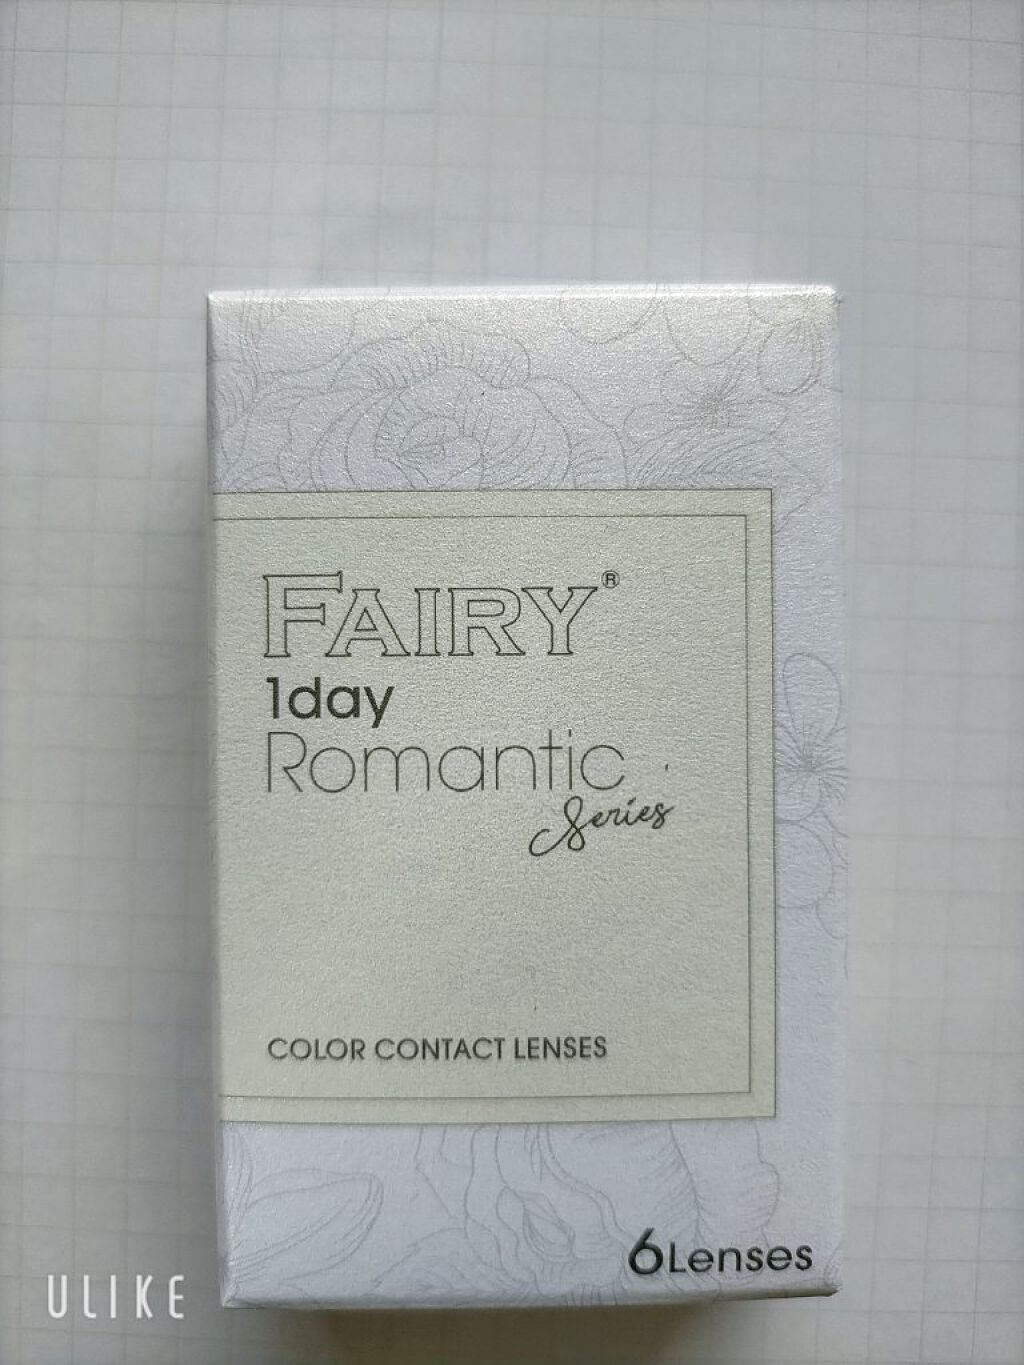 FAIRY®
1day
Romantic
Series
COLOR CONTACT LENSES
6Lenses
ULIKE